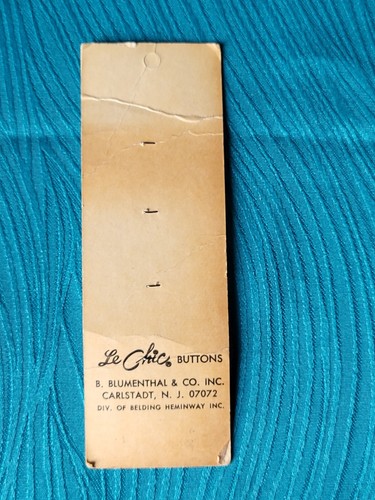 Le Chic® BUTTONS
B. BLUMENTHAL & CO. INC.
CARLSTADT, N. J. 07072
DIV. OF BELDING HEMINWAY INC.